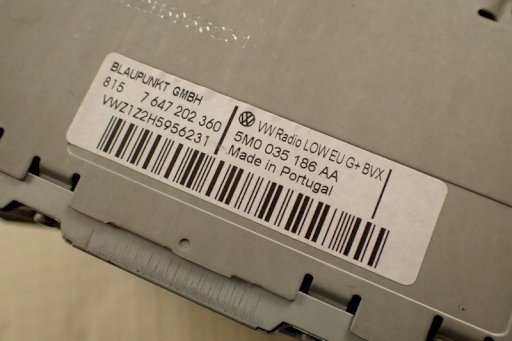 BLAUPUNKT GMBH
815 7 647 202 360
VWZ1Z2H5956231
VW Radio LOW EU G+ BVX
5M0 035 186 AA
Made in Portugal